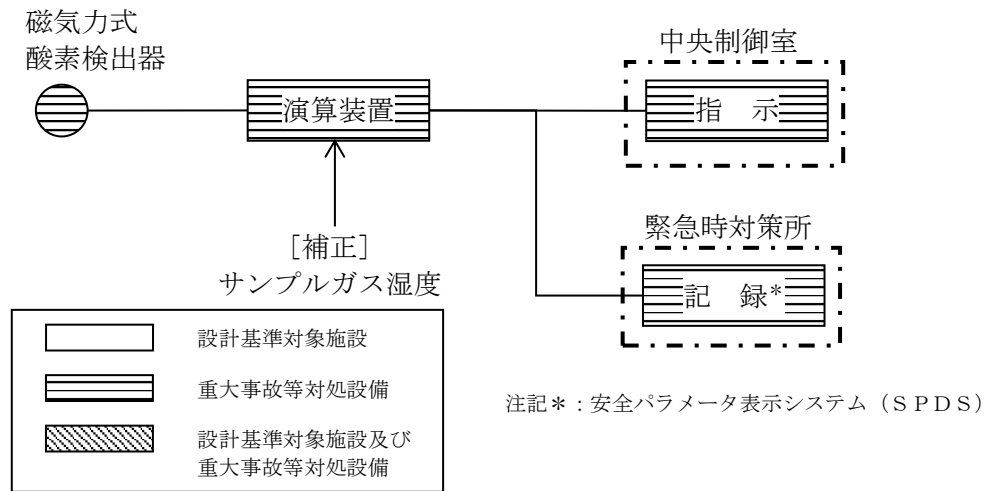 磁気力式
酸素検出器
演算装置
中央制御室
指　示
［補正］
サンプルガス湿度
緊急時対策所
記　録*
設計基準対象施設
重大事故等対処設備
設計基準対象施設及び
重大事故等対処設備
注記＊：安全パラメータ表示システム（ＳＰＤＳ）